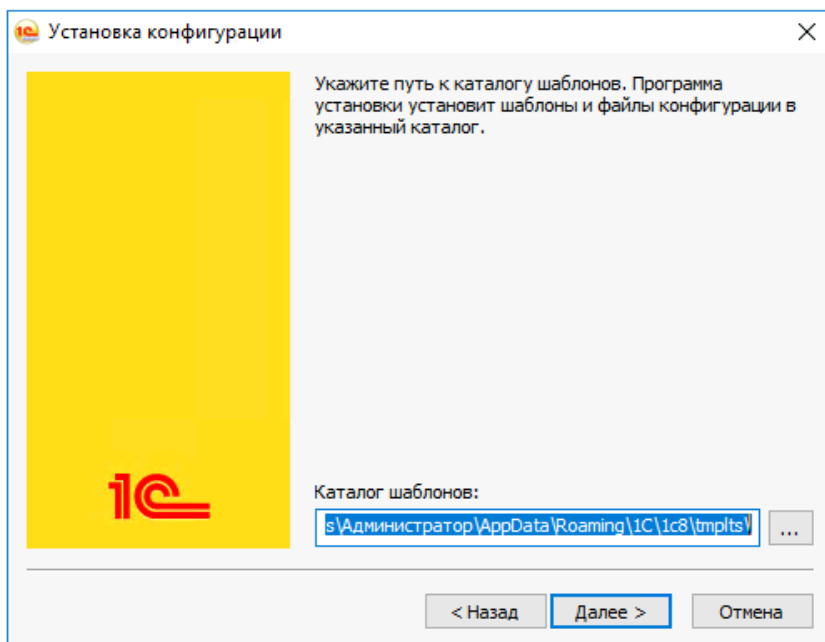 1С Установка конфигурации
Укажите путь к каталогу шаблонов. Программа
установки установит шаблоны и файлы конфигурации в
указанный каталог.
1С
Каталог шаблонов:
s\Администратор\AppData\Roaming\1C\1c8\tmplts\
...
< Назад
Далее >
Отмена